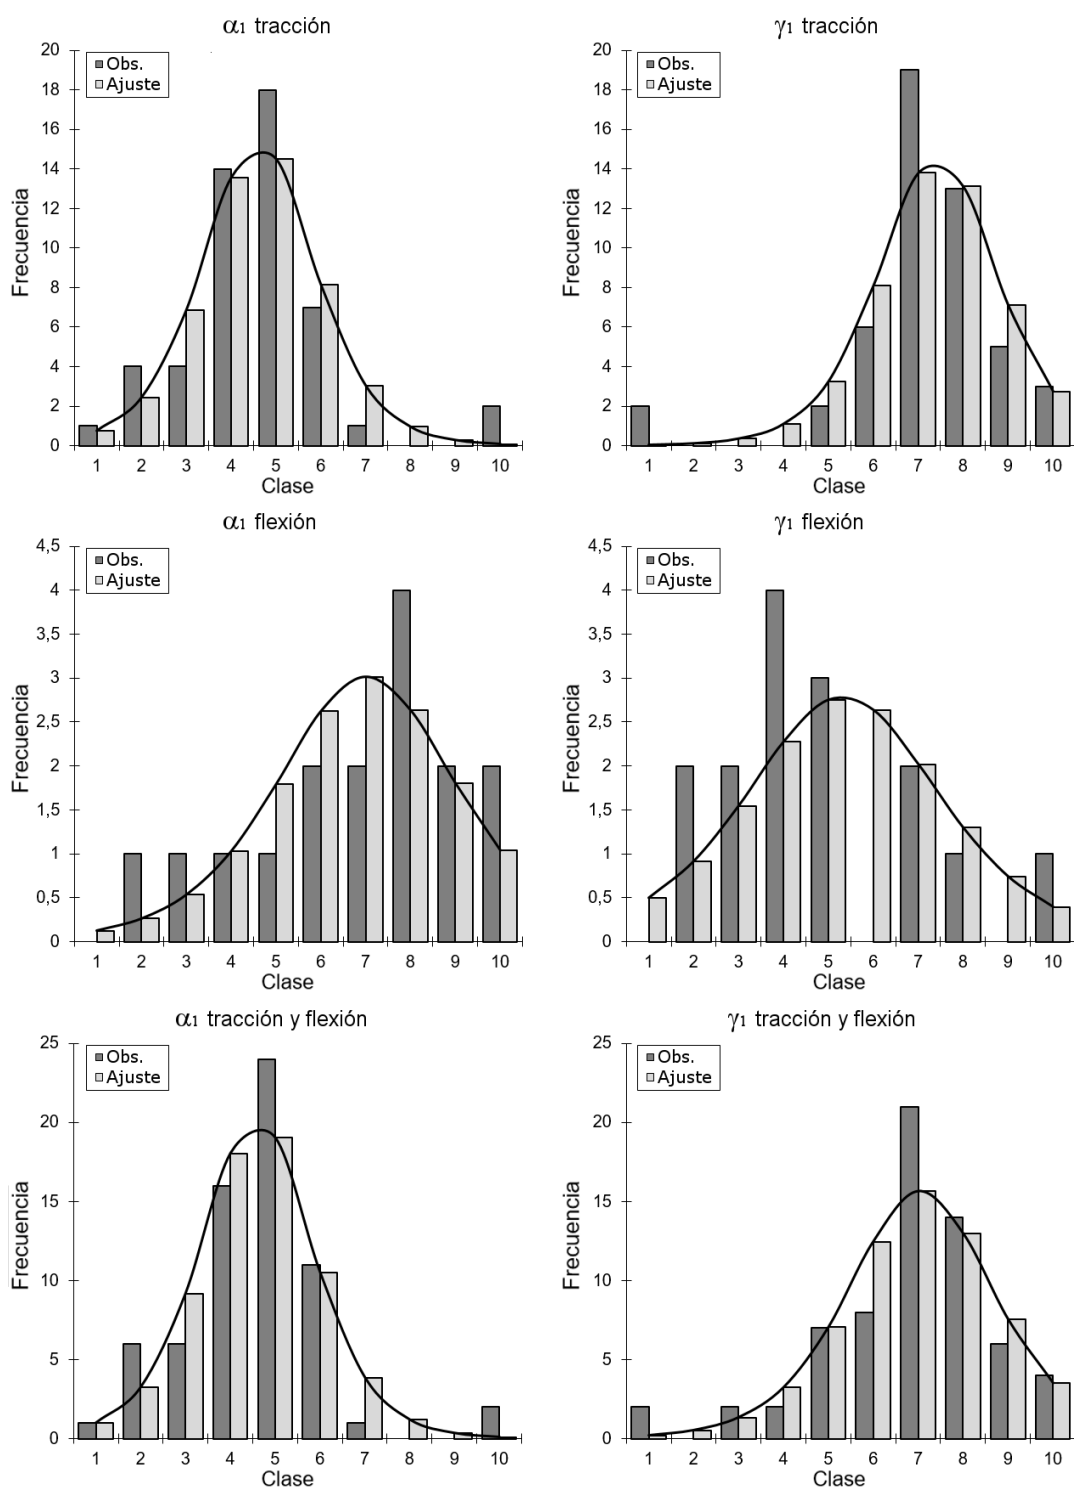 α₁ tracción
20
18
16
14
12
10
8
6
4
2
0
Frecuencia
Obs.
Ajuste
1 2 3 4 5 6 7 8 9 10
Clase
γ₁ tracción
20
18
16
14
12
10
8
6
4
2
0
Frecuencia
Obs.
Ajuste
1 2 3 4 5 6 7 8 9 10
Clase
α₁ flexión
4,5
4
3,5
3
2,5
2
1,5
1
0,5
0
Frecuencia
Obs.
Ajuste
1 2 3 4 5 6 7 8 9 10
Clase
γ₁ flexión
4,5
4
3,5
3
2,5
2
1,5
1
0,5
0
Frecuencia
Obs.
Ajuste
1 2 3 4 5 6 7 8 9 10
Clase
α₁ tracción y flexión
25
20
15
10
5
0
Frecuencia
Obs.
Ajuste
1 2 3 4 5 6 7 8 9 10
Clase
γ₁ tracción y flexión
25
20
15
10
5
0
Frecuencia
Obs.
Ajuste
1 2 3 4 5 6 7 8 9 10
Clase